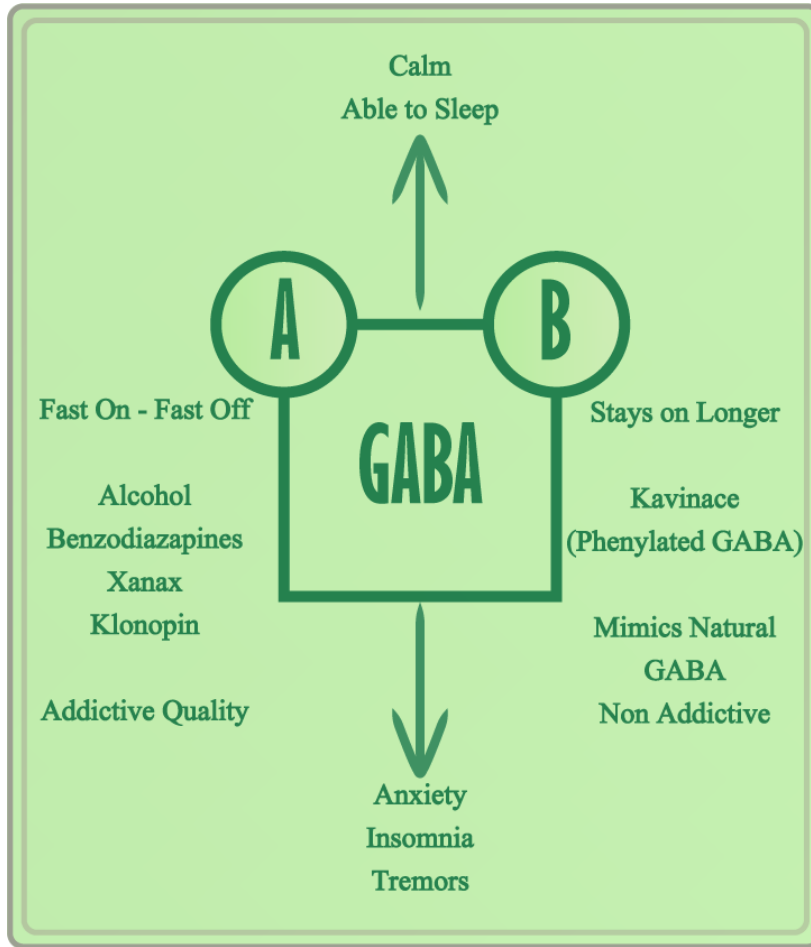 Calm
Able to Sleep
A
B
GABA
Fast On - Fast Off
Alcohol
Benzodiazapines
Xanax
Klonopin
Addictive Quality
Stays on Longer
Kavinace
(Phenylated GABA)
Mimics Natural
GABA
Non Addictive
Anxiety
Insomnia
Tremors